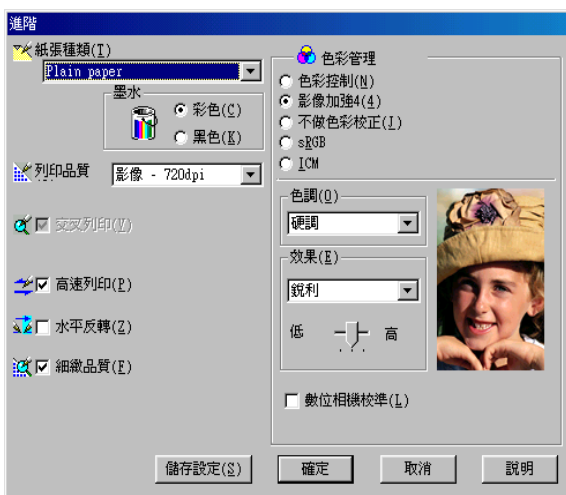 進階
紙張種類(T)
Plain paper
墨水
彩色(C)
黑色(K)
列印品質
影像 - 720dpi
交叉列印(V)
高速列印(P)
水平反轉(Z)
細緻品質(F)
色彩管理
色彩控制(N)
影像加強4(4)
不做色彩校正(J)
sRGB
ICM
色調(O)
硬調
效果(E)
銳利
低 高
數位相機校準(L)
儲存設定(S) 確定 取消 説明